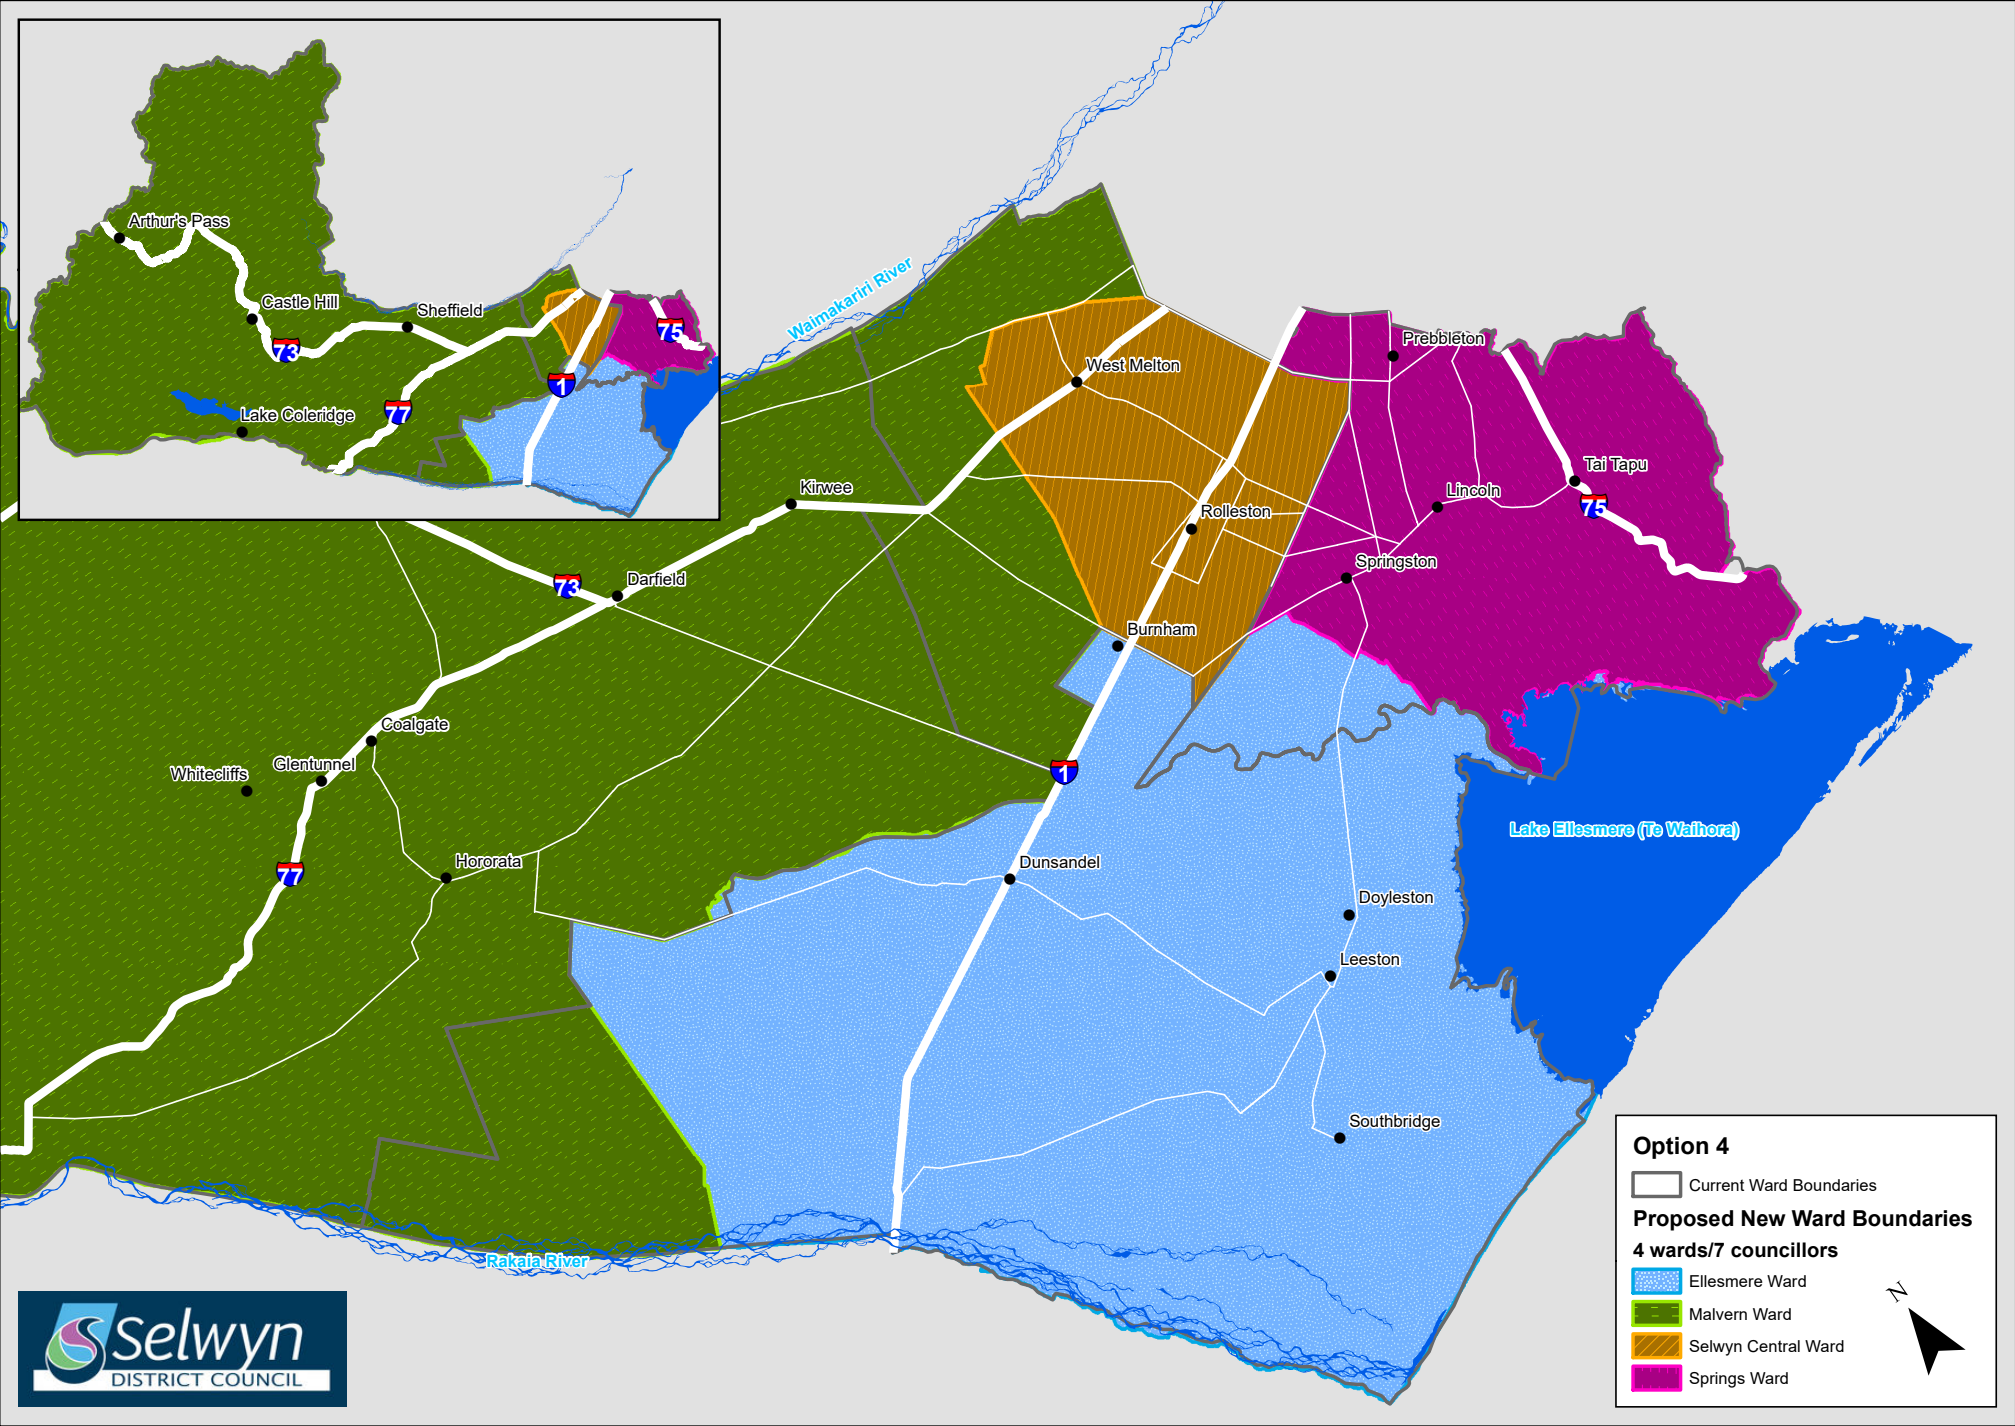 Arthur's Pass
Castle Hill
Sheffield
73
75
1
77
Lake Coleridge
Waimakariri River
West Melton
Prebbleton
Tai Tapu
Lincoln
75
Kirwee
Rolleston
Springston
73
Darfield
Burnham
Coalgate
Glentunnel
Whitecliffs
1
Lake Ellesmere (Te Waihora)
77
Hororata
Dunsandel
Doyleston
Leeston
Southbridge
Rakaia River
Option 4
Current Ward Boundaries
Proposed New Ward Boundaries
4 wards/7 councillors
Ellesmere Ward
Malvern Ward
Selwyn Central Ward
Springs Ward
N
Selwyn
DISTRICT COUNCIL